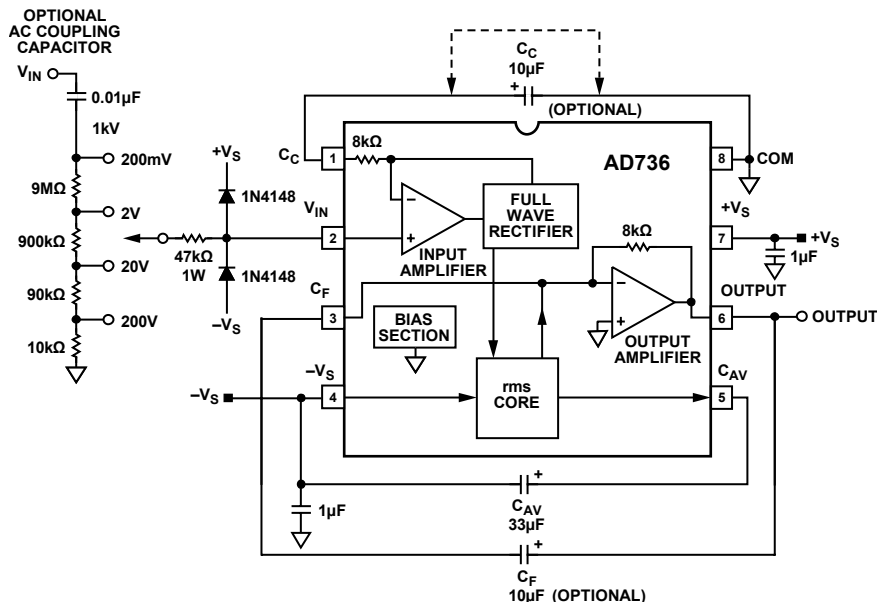 OPTIONAL
AC COUPLING
CAPACITOR
V_IN
0.01µF
1kV
200mV
9MΩ
2V
900kΩ
20V
90kΩ
200V
10kΩ
+V_S
1N4148
47kΩ
1W
1N4148
–V_S
C_C
10µF
+
(OPTIONAL)
AD736
C_C
1
8kΩ
8
COM
V_IN
2
–
+
INPUT
AMPLIFIER
FULL
WAVE
RECTIFIER
+V_S
7
+V_S
1µF
8kΩ
C_F
3
BIAS
SECTION
–
+
OUTPUT
AMPLIFIER
OUTPUT
6
OUTPUT
–V_S
–V_S
4
rms
CORE
C_AV
5
1µF
+
C_AV
33µF
+
C_F
10µF (OPTIONAL)